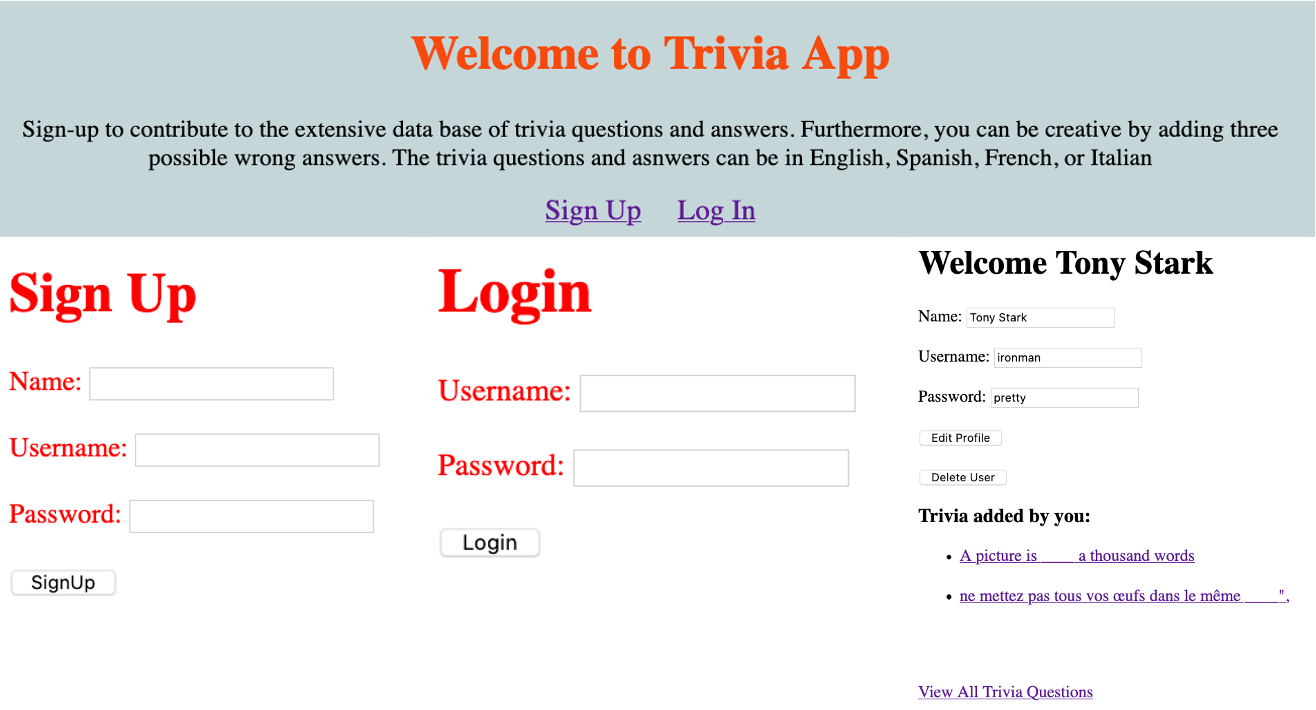 Welcome to Trivia App
Sign-up to contribute to the extensive data base of trivia questions and answers. Furthermore, you can be creative by adding three
possible wrong answers. The trivia questions and asnwers can be in English, Spanish, French, or Italian
Sign Up Log In
Sign Up
Name:
Username:
Password:
SignUp
Login
Username:
Password:
Login
Welcome Tony Stark
Name: Tony Stark
Username: ironman
Password: pretty
Edit Profile
Delete User
Trivia added by you:
• A picture is ____ a thousand words
• ne mettez pas tous vos œufs dans le même ____",
View All Trivia Questions